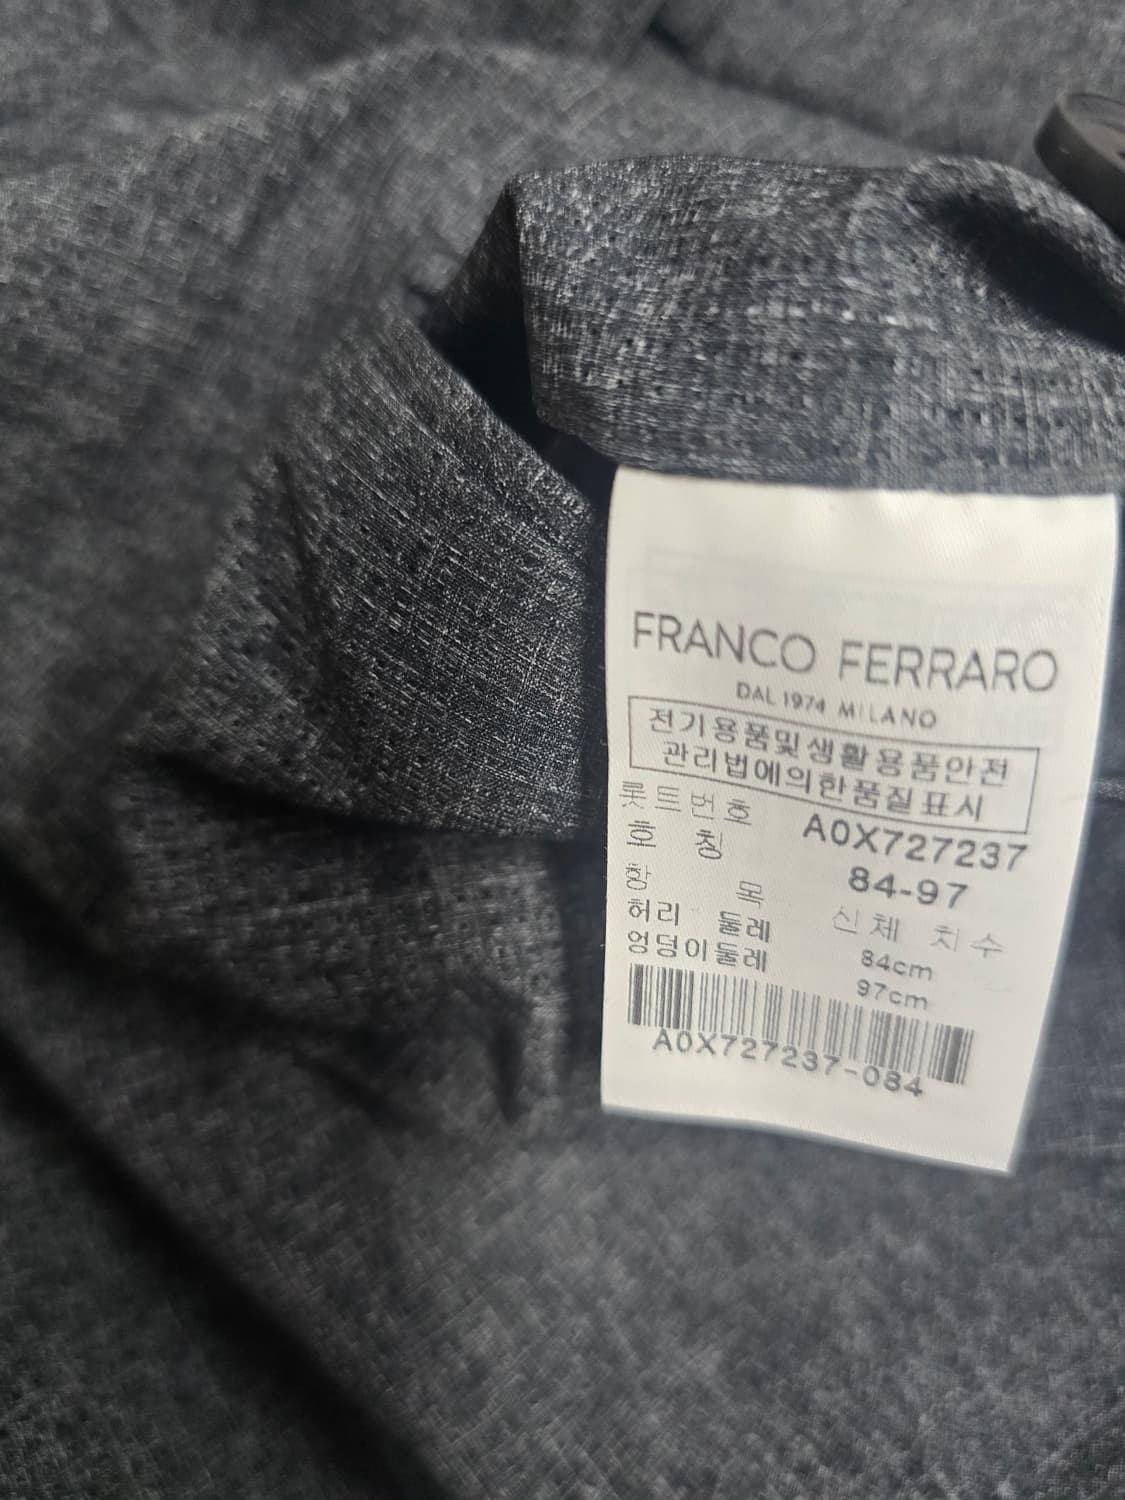 FRANCO FERRARO
DAL 1974 MILANO
전기용품및생활용품안전
관리법에의한품질표시
롯트번호 A0X727237
호 칭 84-97
항 목 신체 치수
허리 둘레 84cm
엉덩이둘레 97cm
A0X727237-084